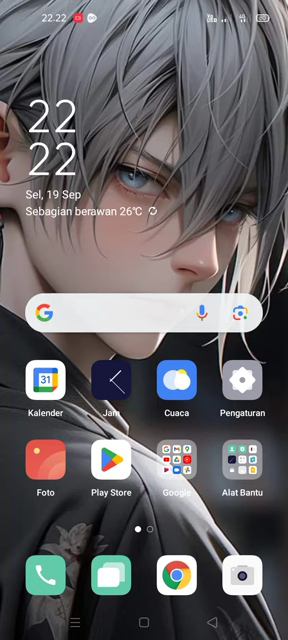 22.22
22
22
Sel, 19 Sep
Sebagian berawan 26℃
31
Kalender
Jam
Cuaca
Pengaturan
Foto
Play Store
Google
Alat Bantu